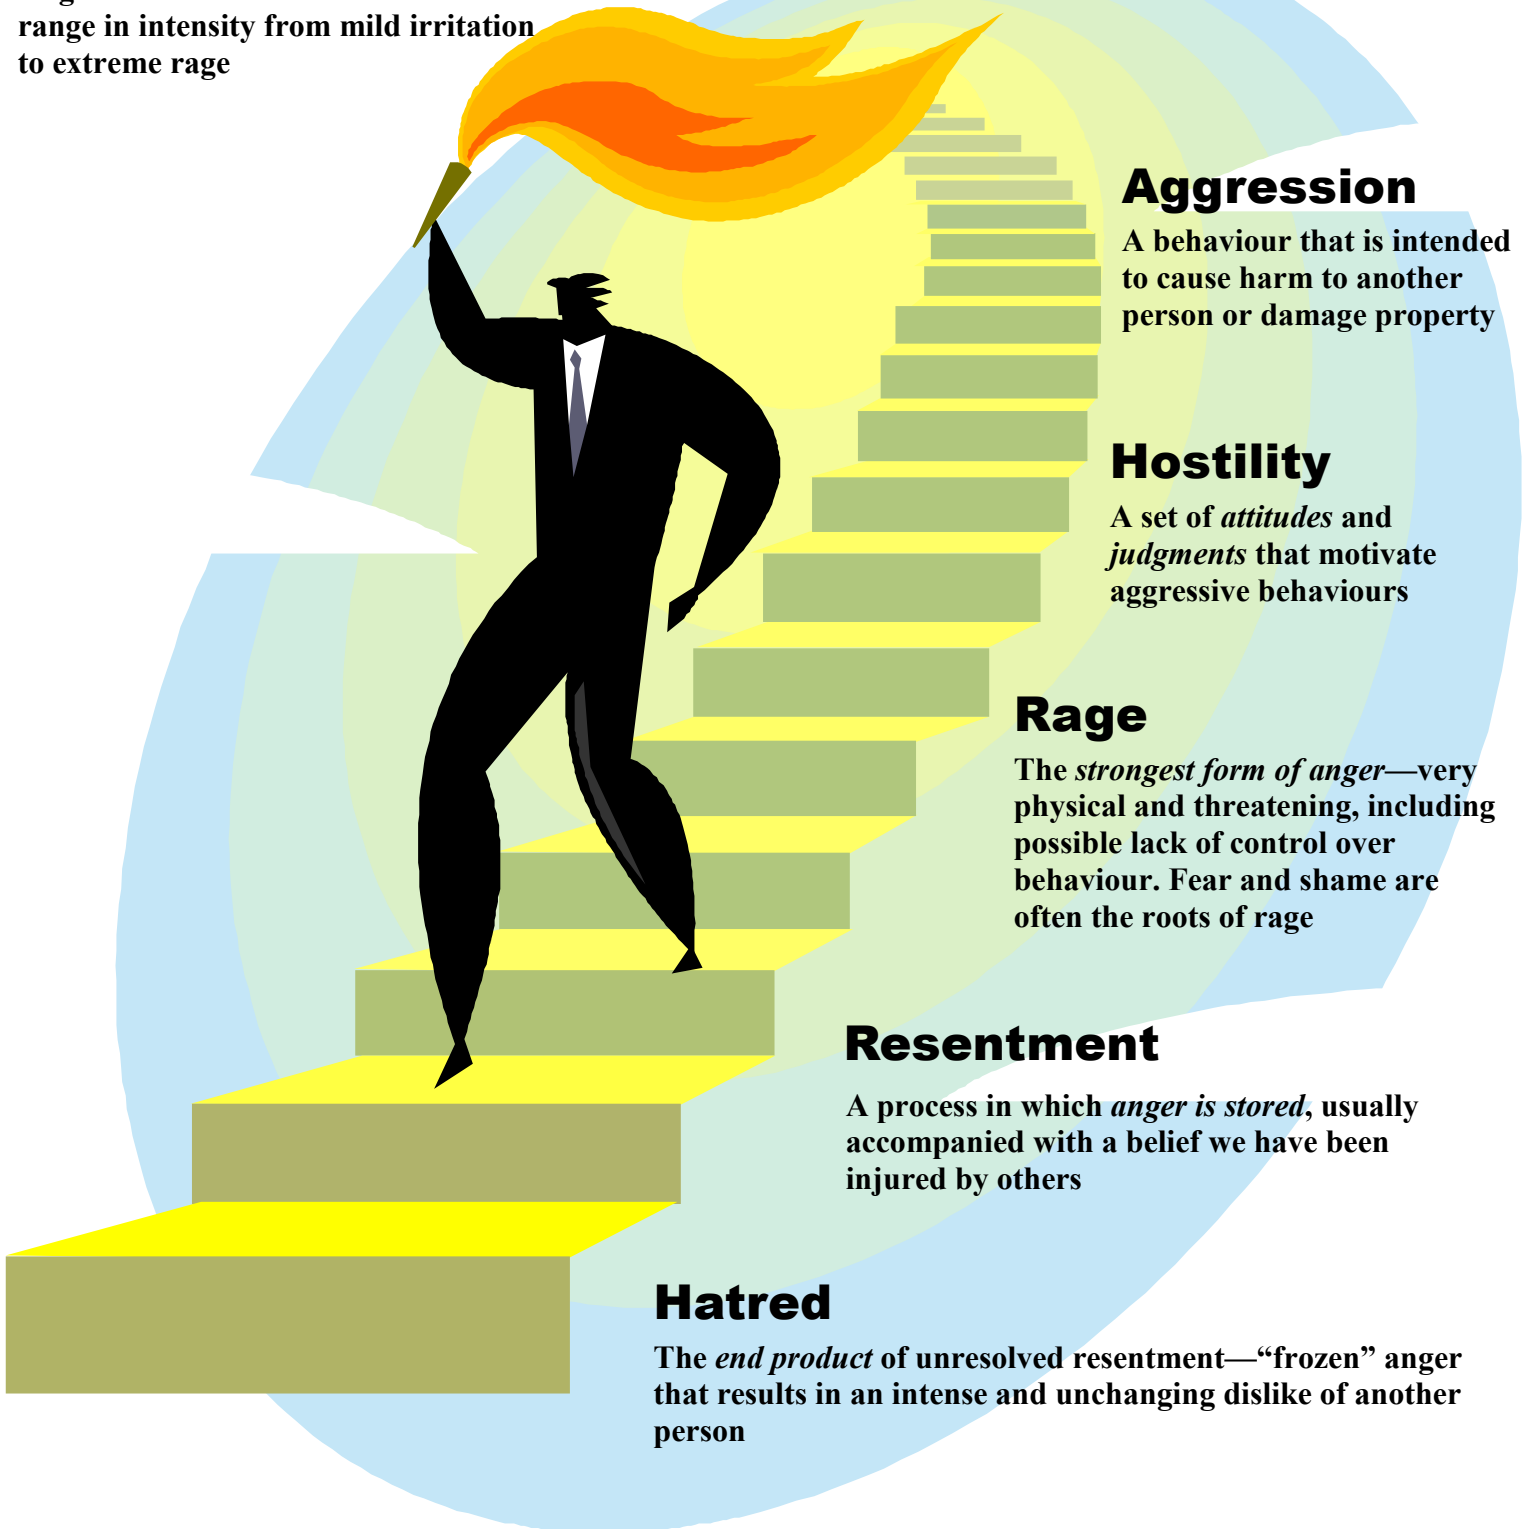 range in intensity from mild irritation
to extreme rage
Aggression
A behaviour that is intended
to cause harm to another
person or damage property
Hostility
A set of attitudes and
judgments that motivate
aggressive behaviours
Rage
The strongest form of anger—very
physical and threatening, including
possible lack of control over
behaviour. Fear and shame are
often the roots of rage
Resentment
A process in which anger is stored, usually
accompanied with a belief we have been
injured by others
Hatred
The end product of unresolved resentment—“frozen” anger
that results in an intense and unchanging dislike of another
person